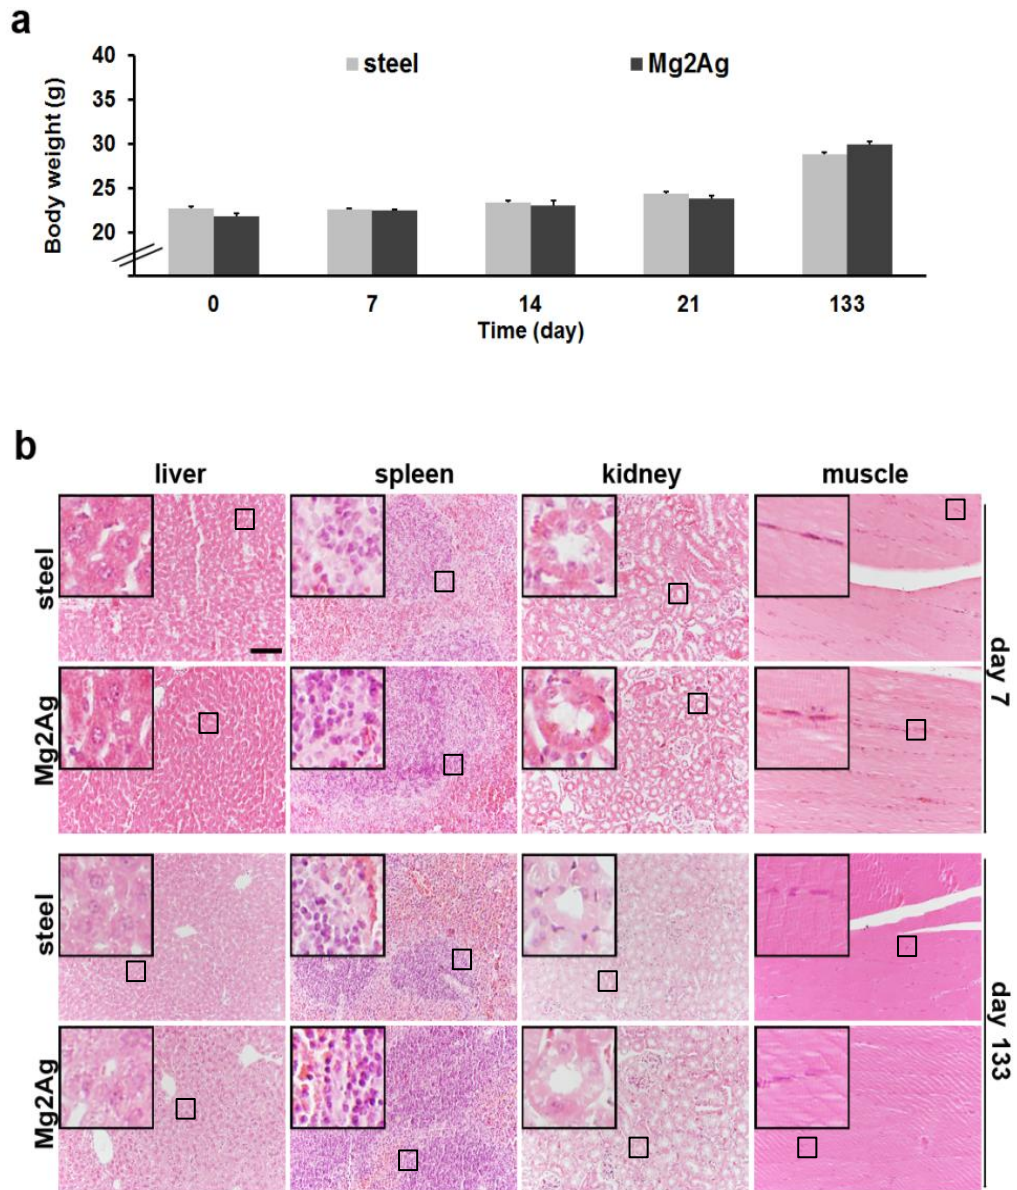 a
40
35
30
25
20
Body weight (g)
steel
Mg2Ag
0 7 14 21 133
Time (day)
b
liver spleen kidney muscle
steel
Mg2Ag
day 7
steel
Mg2Ag
day 133